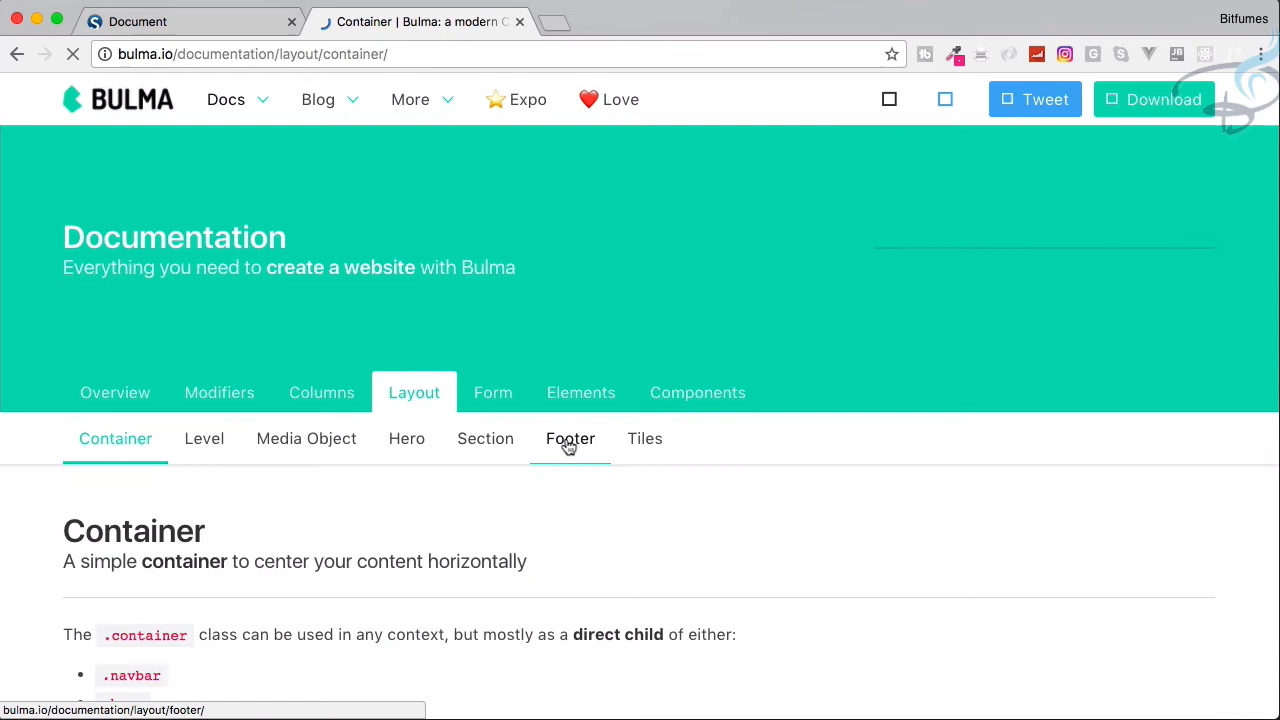 Document
Container | Bulma: a modern C
Bitfumes
bulma.io/documentation/layout/container/
BULMA
Docs
Blog
More
Expo
Love
Tweet
Download
Documentation
Everything you need to create a website with Bulma
Overview
Modifiers
Columns
Layout
Form
Elements
Components
Container
Level
Media Object
Hero
Section
Footer
Tiles
Container
A simple container to center your content horizontally
The .container class can be used in any context, but mostly as a direct child of either:
.navbar
bulma.io/documentation/layout/footer/